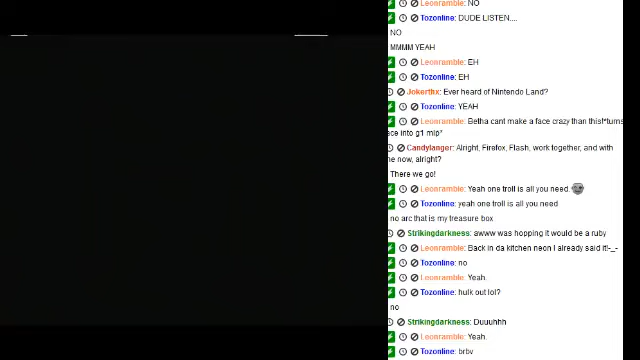 Leonramble: NO
Tozonline: DUDE LISTEN....
NO
MMMM YEAH
Leonramble: EH
Tozonline: EH
Jokerthx: Ever heard of Nintendo Land?
Tozonline: YEAH
Leonramble: Betha cant make a face crazy than this!*turns
ce into g1 mlp*
Candylanger: Alright, Firefox, Flash, work together, and with
me now, alright?
There we go!
Leonramble: Yeah one troll is all you need.
Tozonline: yeah one troll is all you need
no arc that is my treasure box
Strikingdarkness: awww was hopping it would be a ruby
Leonramble: Back in da kitchen neon I already said it!-_-
Tozonline: no
Leonramble: Yeah.
Tozonline: hulk out lol?
no
Strikingdarkness: Duuuhhh
Leonramble: Yeah.
Tozonline: brbv